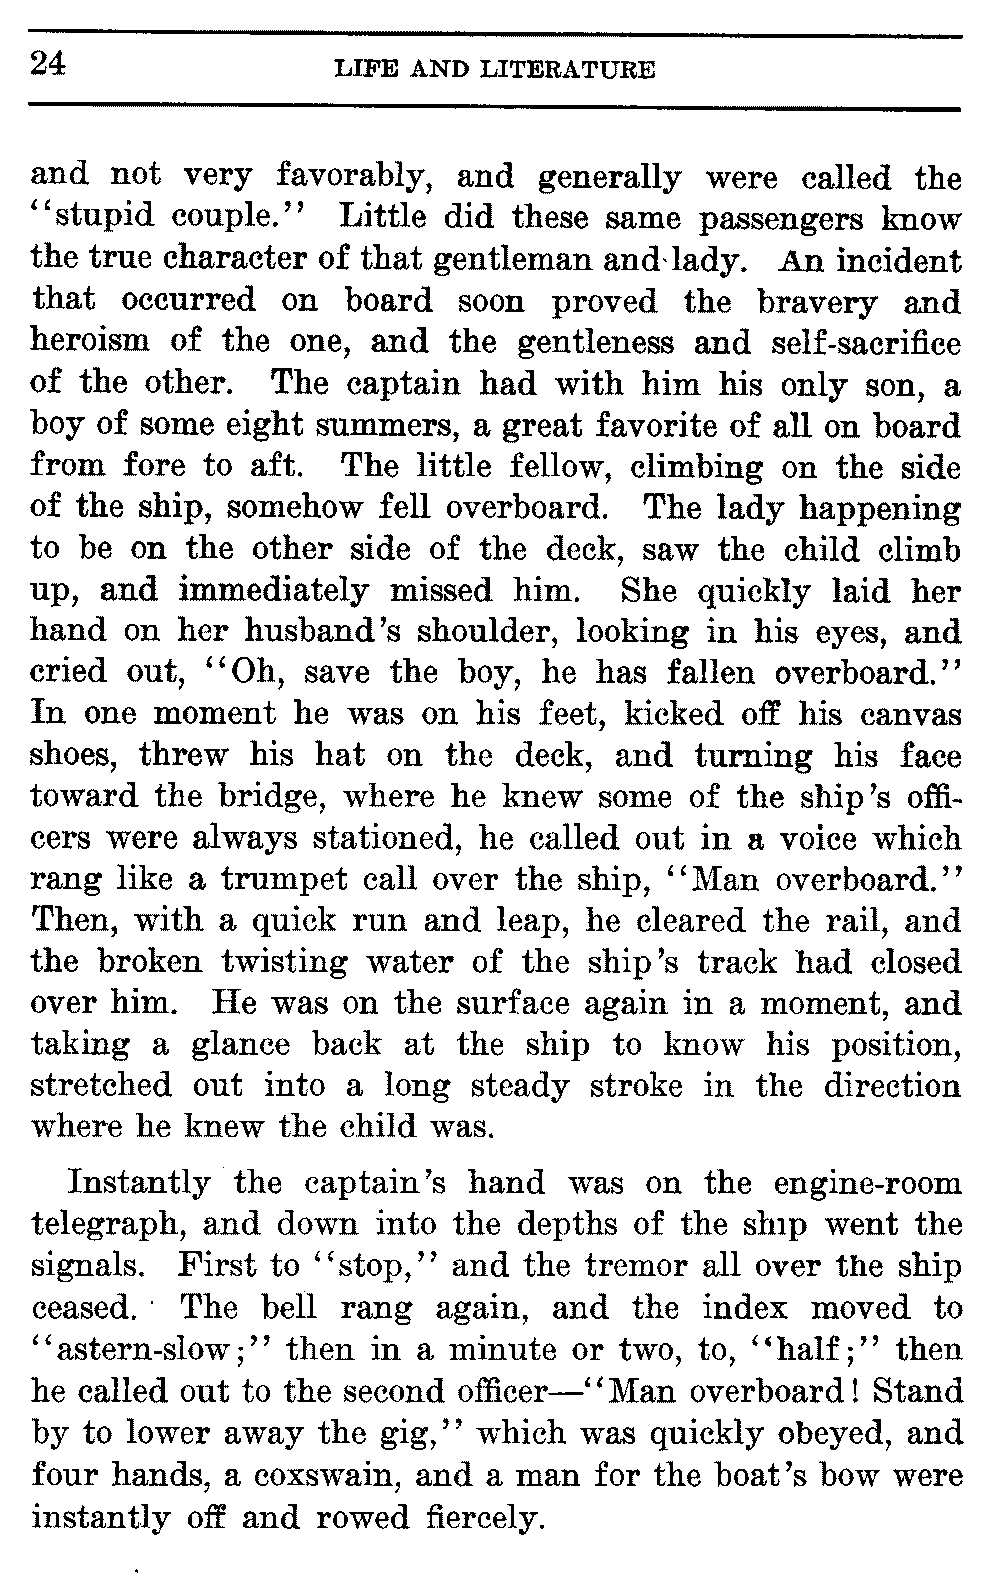 24
LIFE AND LITERATURE
and not very favorably, and generally were called the
“stupid couple.” Little did these same passengers know
the true character of that gentleman and lady. An incident
that occurred on board soon proved the bravery and
heroism of the one, and the gentleness and self-sacrifice
of the other. The captain had with him his only son, a
boy of some eight summers, a great favorite of all on board
from fore to aft. The little fellow, climbing on the side
of the ship, somehow fell overboard. The lady happening
to be on the other side of the deck, saw the child climb
up, and immediately missed him. She quickly laid her
hand on her husband’s shoulder, looking in his eyes, and
cried out, “Oh, save the boy, he has fallen overboard.”
In one moment he was on his feet, kicked off his canvas
shoes, threw his hat on the deck, and turning his face
toward the bridge, where he knew some of the ship’s offi-
cers were always stationed, he called out in a voice which
rang like a trumpet call over the ship, “Man overboard.”
Then, with a quick run and leap, he cleared the rail, and
the broken twisting water of the ship’s track had closed
over him. He was on the surface again in a moment, and
taking a glance back at the ship to know his position,
stretched out into a long steady stroke in the direction
where he knew the child was.
Instantly the captain’s hand was on the engine-room
telegraph, and down into the depths of the ship went the
signals. First to “stop,” and the tremor all over the ship
ceased. The bell rang again, and the index moved to
“astern-slow;” then in a minute or two, to, “half;” then
he called out to the second officer—“Man overboard! Stand
by to lower away the gig,” which was quickly obeyed, and
four hands, a coxswain, and a man for the boat’s bow were
instantly off and rowed fiercely.